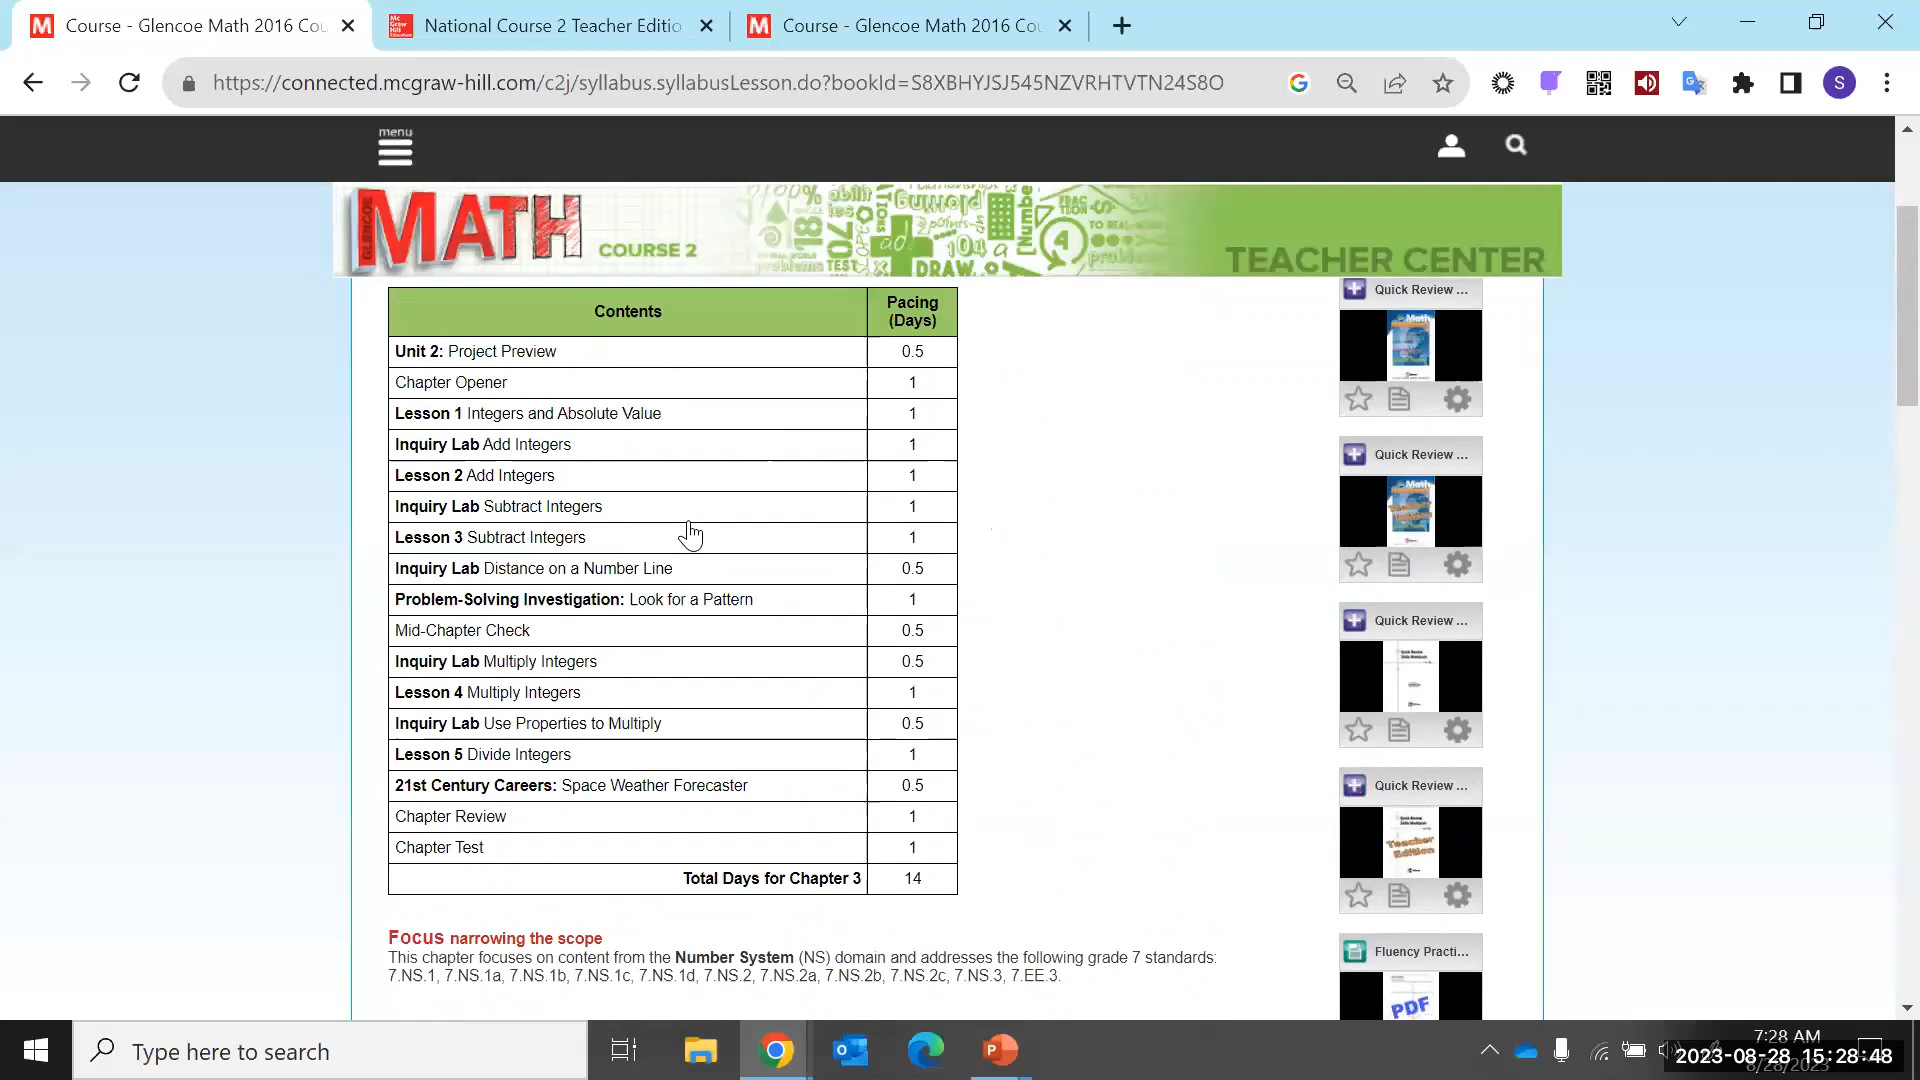 Course - Glencoe Math 2016 Cou
National Course 2 Teacher Editio
Course - Glencoe Math 2016 Cou
https://connected.mcgraw-hill.com/c2j/syllabus.syllabusLesson.do?bookId=S8XBHYJSJ545NZVRHTVTN24S8O
S
menu
GLENCOE MATH COURSE 2
TEACHER CENTER
Contents Pacing (Days)
Unit 2: Project Preview 0.5
Chapter Opener 1
Lesson 1 Integers and Absolute Value 1
Inquiry Lab Add Integers 1
Lesson 2 Add Integers 1
Inquiry Lab Subtract Integers 1
Lesson 3 Subtract Integers 1
Inquiry Lab Distance on a Number Line 0.5
Problem-Solving Investigation: Look for a Pattern 1
Mid-Chapter Check 0.5
Inquiry Lab Multiply Integers 0.5
Lesson 4 Multiply Integers 1
Inquiry Lab Use Properties to Multiply 0.5
Lesson 5 Divide Integers 1
21st Century Careers: Space Weather Forecaster 0.5
Chapter Review 1
Chapter Test 1
Total Days for Chapter 3 14
Focus narrowing the scope
This chapter focuses on content from the Number System (NS) domain and addresses the following grade 7 standards:
7.NS.1, 7.NS.1a, 7.NS.1b, 7.NS.1c, 7.NS.1d, 7.NS.2, 7.NS.2a, 7.NS.2b, 7.NS.2c, 7.NS.3, 7.EE.3.
Quick Review ...
Math
Quick Review ...
Math
Quick Review ...
Quick Review ...
Teacher Edition
Fluency Practi...
PDF
Type here to search
7:28 AM
8/28/2023
2023-08-28 15:28:48